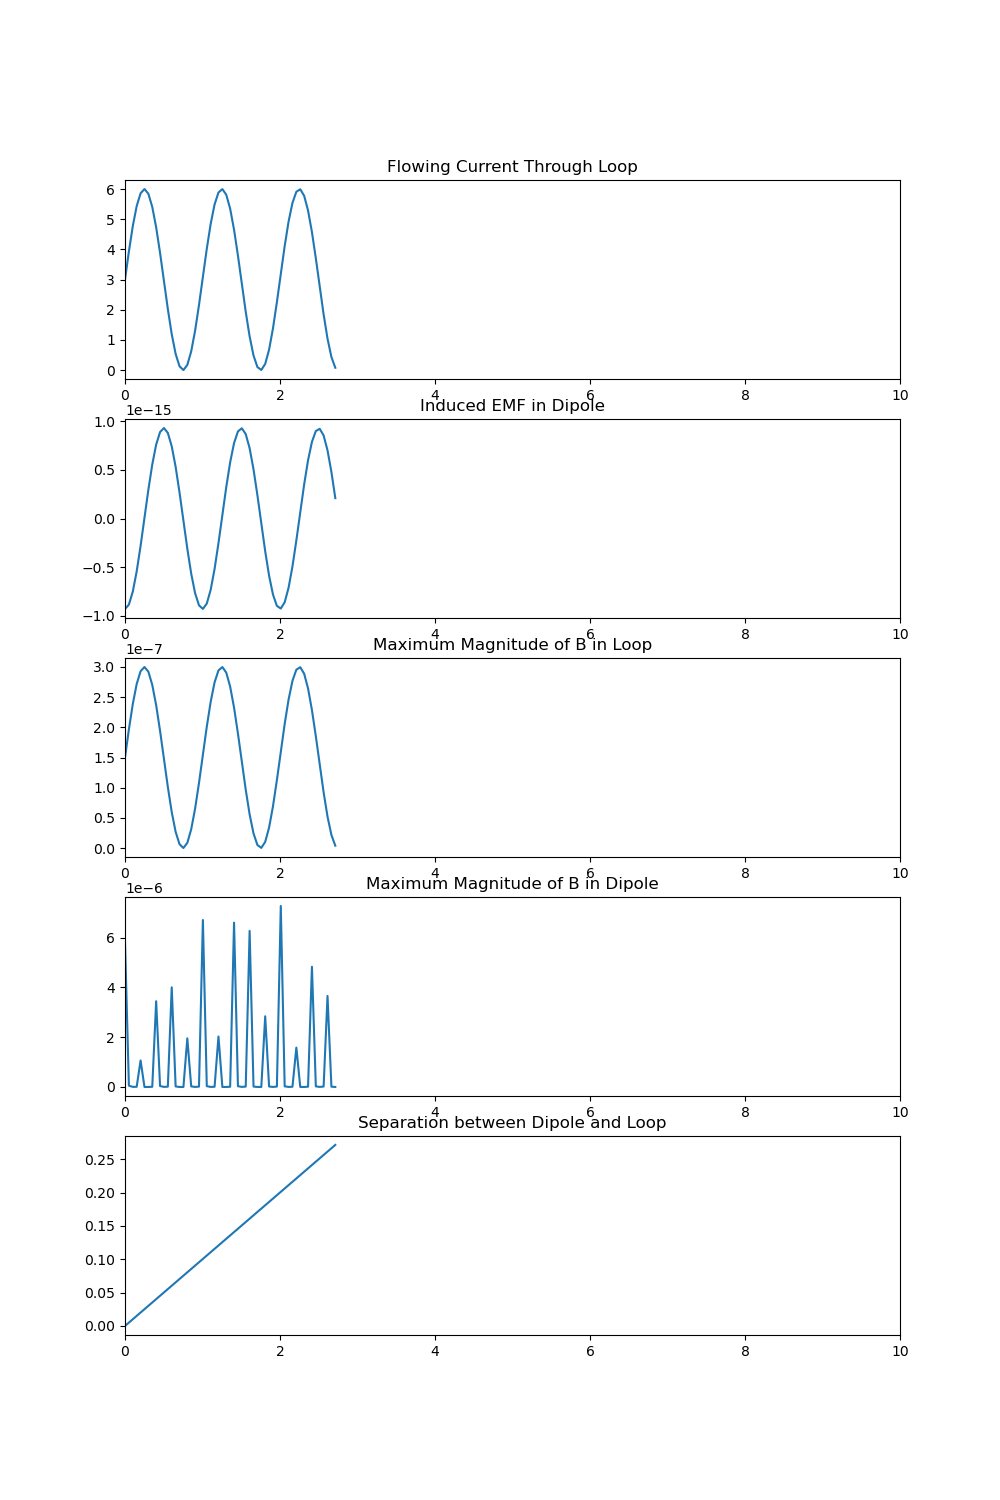 Flowing Current Through Loop
6
5
4
3
2
1
0
0 2 4 6 8 10
1e−15
Induced EMF in Dipole
1.0
0.5
0.0
−0.5
−1.0
0 2 4 6 8 10
1e−7
Maximum Magnitude of B in Loop
3.0
2.5
2.0
1.5
1.0
0.5
0.0
0 2 4 6 8 10
1e−6
Maximum Magnitude of B in Dipole
6
4
2
0
0 2 4 6 8 10
Separation between Dipole and Loop
0.25
0.20
0.15
0.10
0.05
0.00
0 2 4 6 8 10